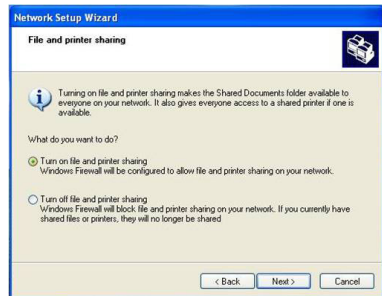 Network Setup Wizard
File and printer sharing
Turning on file and printer sharing makes the Shared Documents folder available to
everyone on your network. It also gives everyone access to a shared printer if one is
available.
What do you want to do?
Turn on file and printer sharing
Windows Firewall will be configured to allow file and printer sharing on your network.
Turn off file and printer sharing
Windows Firewall will block file and printer sharing on your network. If you currently have
shared files or printers, they will no longer be shared
< Back Next > Cancel